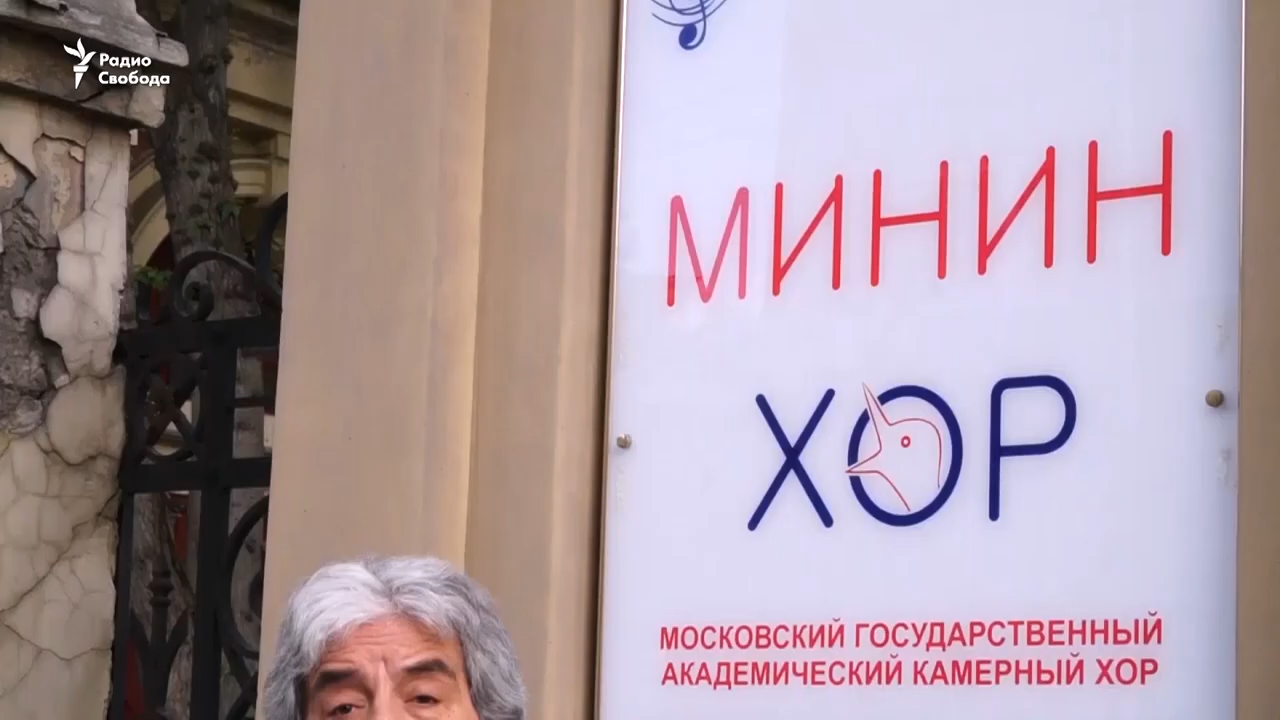 Радио
Свобода
МИНИН
ХОР
МОСКОВСКИЙ ГОСУДАРСТВЕННЫЙ
АКАДЕМИЧЕСКИЙ КАМЕРНЫЙ ХОР